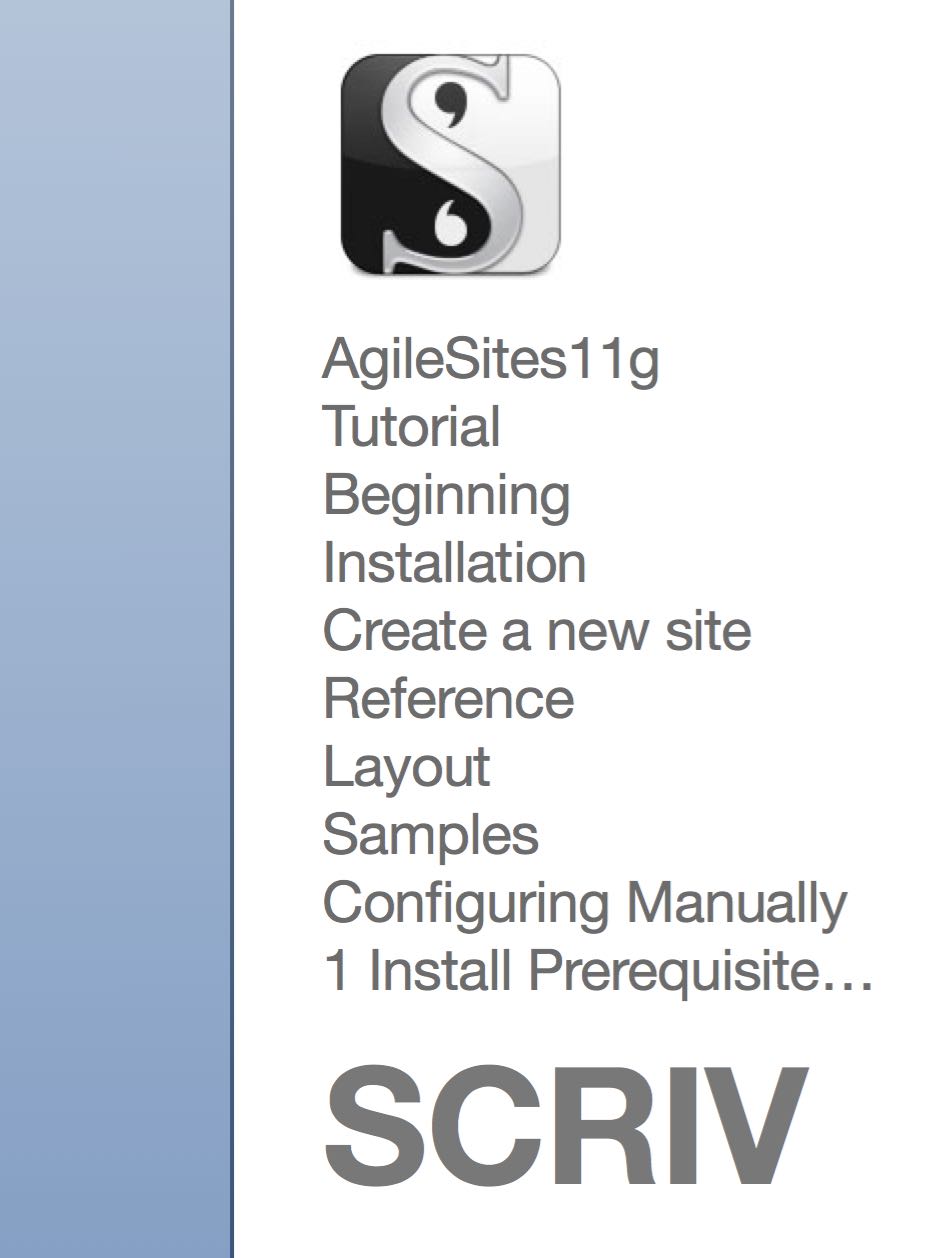 AgileSites11g
Tutorial
Beginning
Installation
Create a new site
Reference
Layout
Samples
Configuring Manually
1 Install Prerequisite…
SCRIV